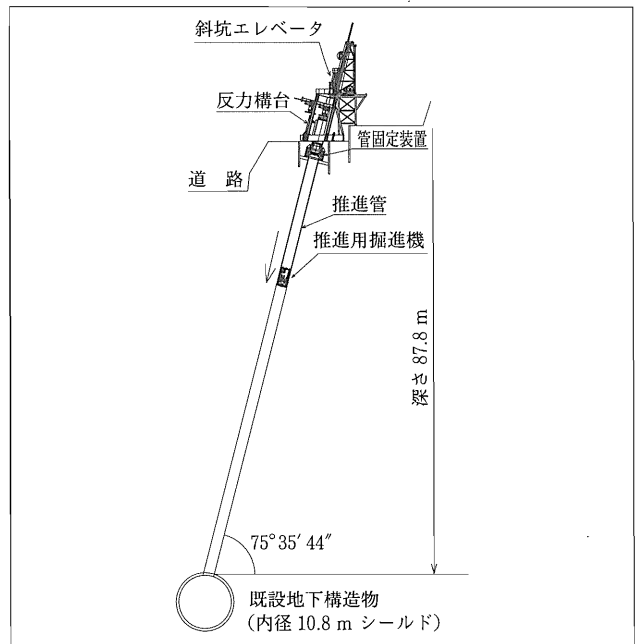 斜坑エレベータ
反力構台
管固定装置
道 路
推進管
推進用掘進機
深さ 87.8 m
75°35′44″
既設地下構造物
（内径 10.8 m シールド）